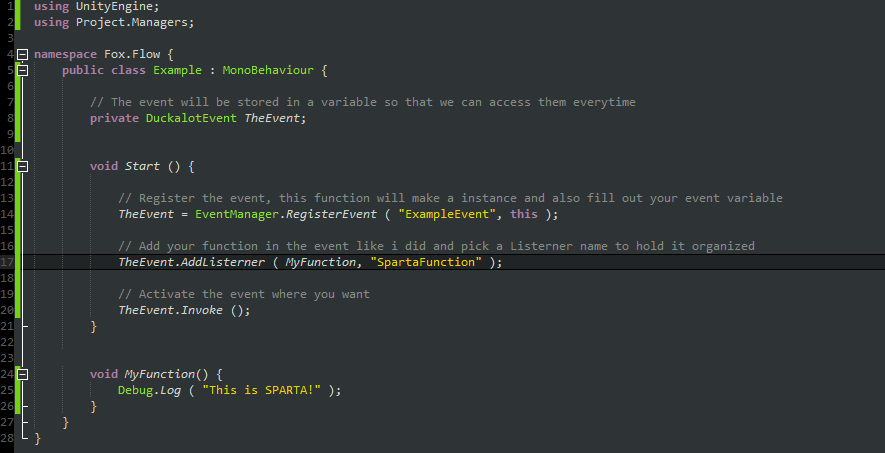 1 using UnityEngine;
2 using Project.Managers;
3
4 namespace Fox.Flow {
5 public class Example : MonoBehaviour {
6
7 // The event will be stored in a variable so that we can access them everytime
8 private DuckalotEvent TheEvent;
9
10
11 void Start () {
12
13 // Register the event, this function will make a instance and also fill out your event variable
14 TheEvent = EventManager.RegisterEvent ( "ExampleEvent", this );
15
16 // Add your function in the event like i did and pick a Listerner name to hold it organized
17 TheEvent.AddListerner ( MyFunction, "SpartaFunction" );
18
19 // Activate the event where you want
20 TheEvent.Invoke ();
21 }
22
23
24 void MyFunction() {
25 Debug.Log ( "This is SPARTA!" );
26 }
27 }
28 }